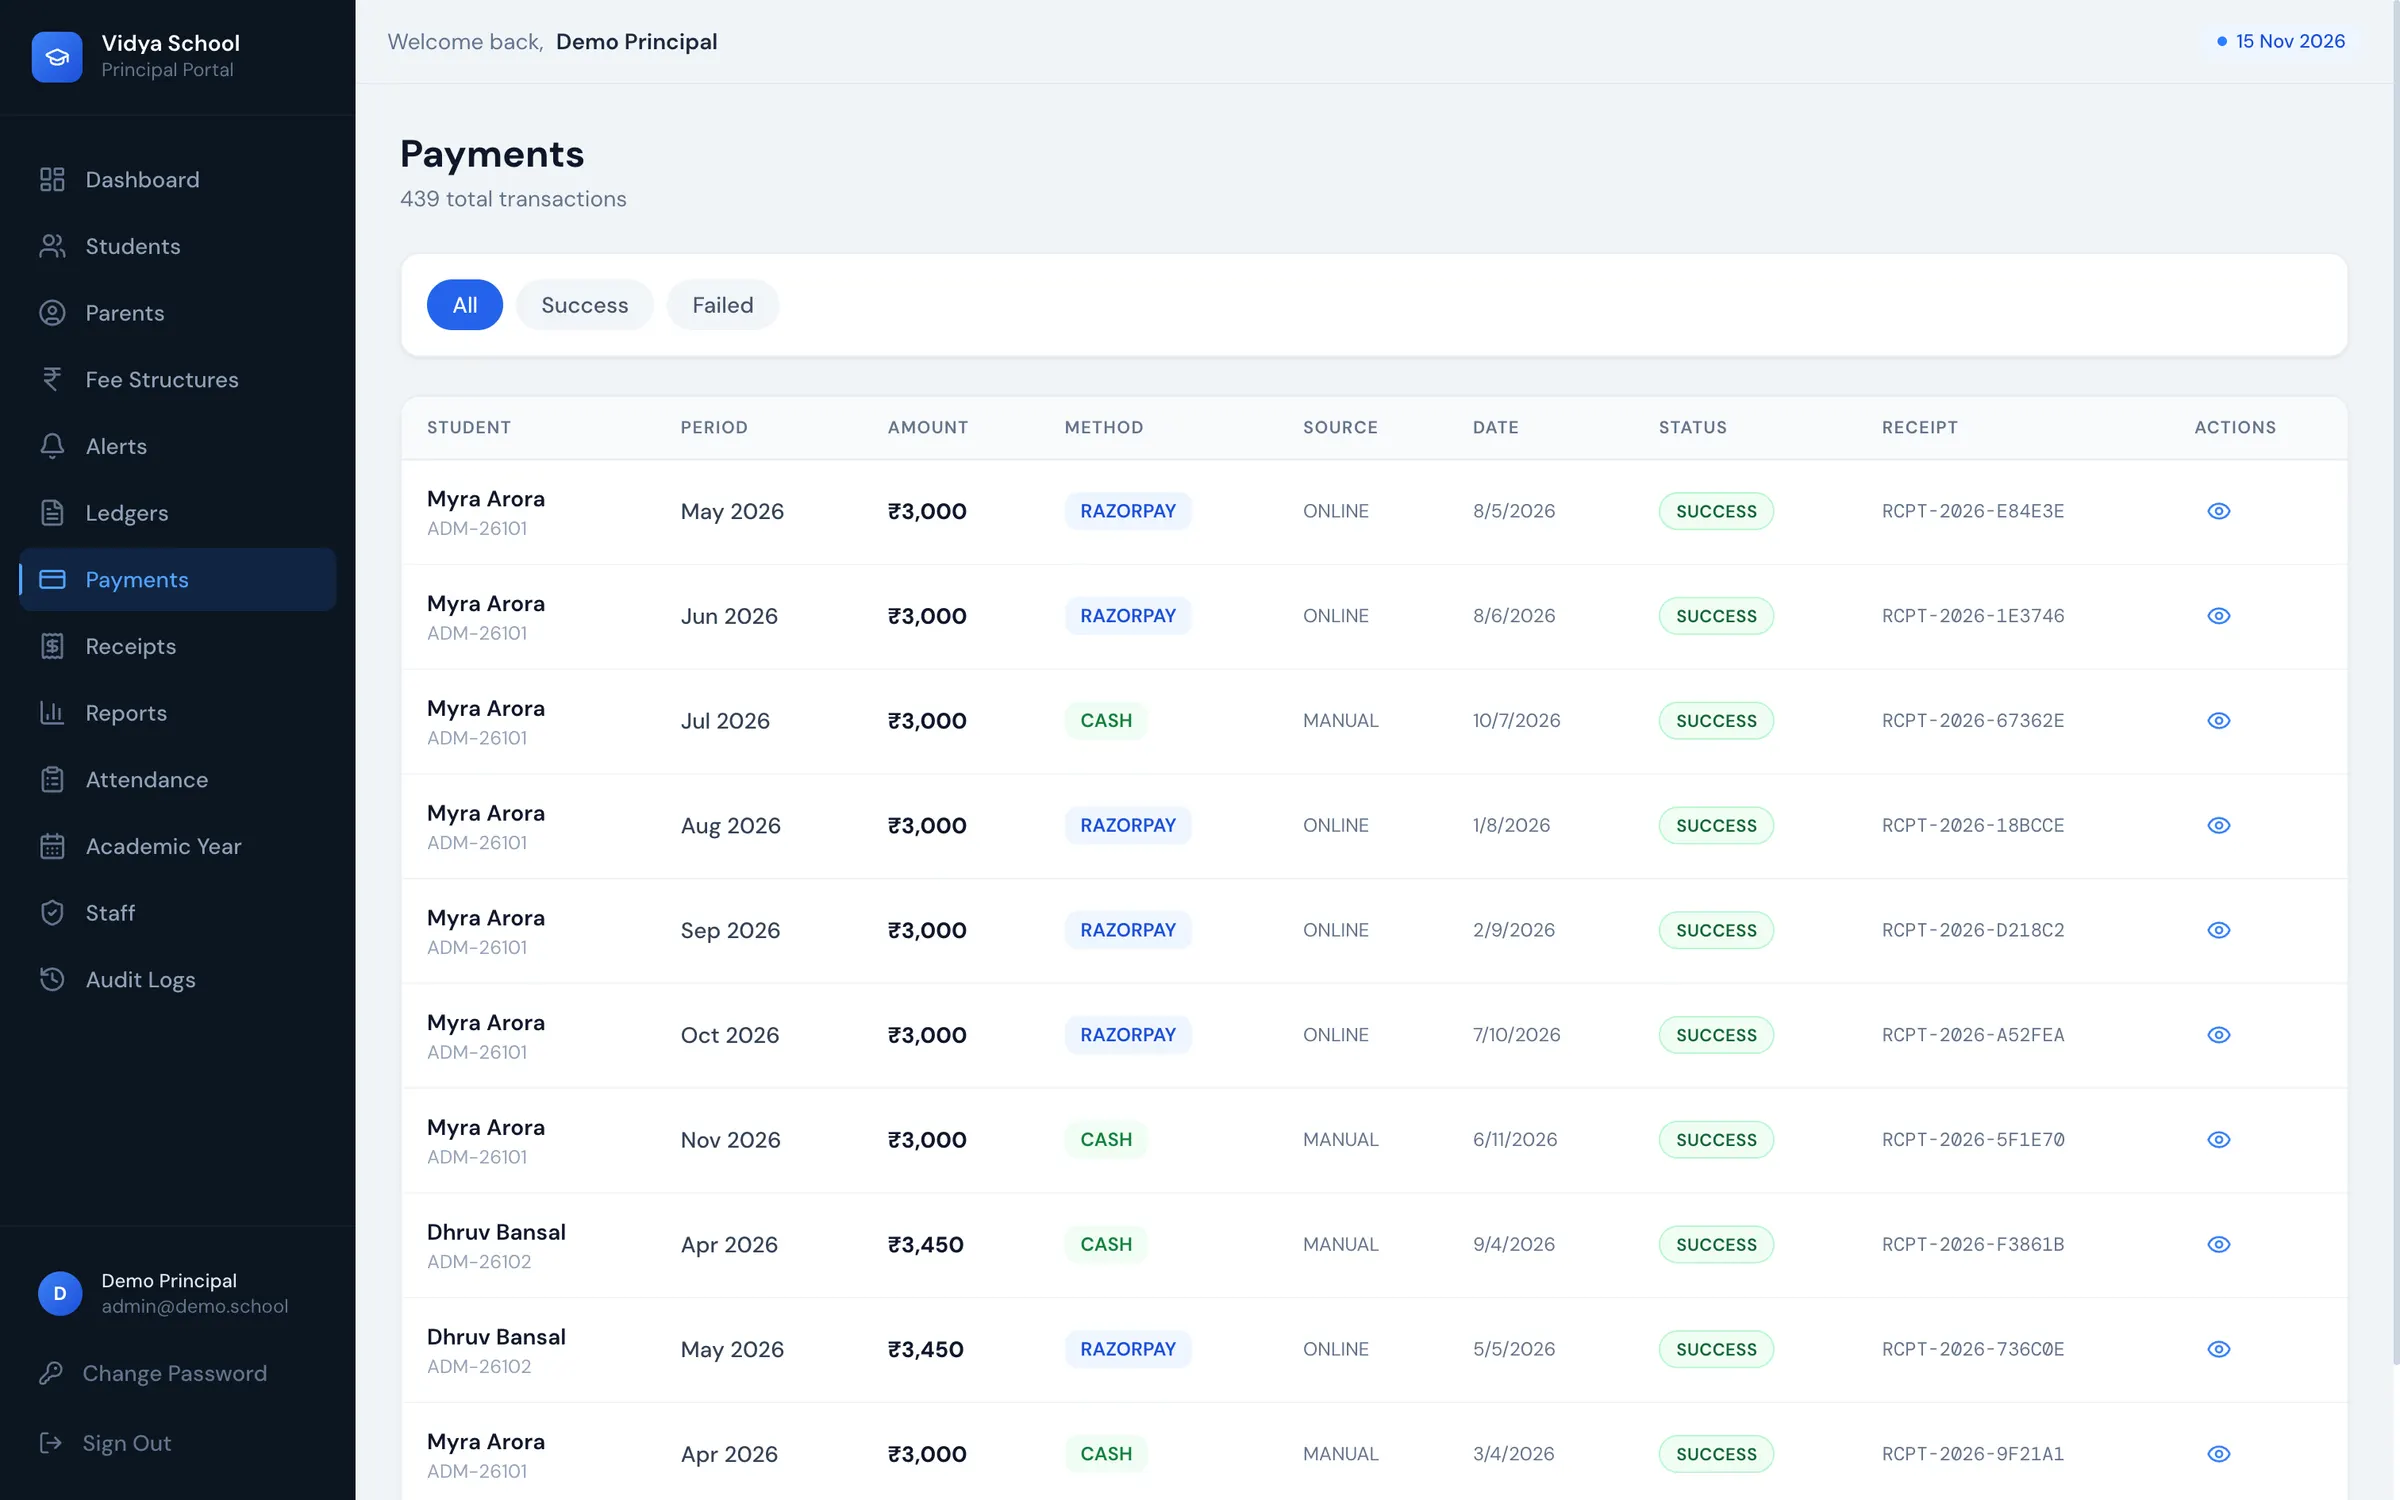 Vidya School
Principal Portal
Dashboard
Students
Parents
Fee Structures
Alerts
Ledgers
Payments
Receipts
Reports
Attendance
Academic Year
Staff
Audit Logs
D
Demo Principal
admin@demo.school
Change Password
Sign Out
Welcome back, Demo Principal
15 Nov 2026
Payments
439 total transactions
All Success Failed
STUDENT PERIOD AMOUNT METHOD SOURCE DATE STATUS RECEIPT ACTIONS
Myra Arora
ADM-26101
May 2026 ₹3,000 RAZORPAY ONLINE 8/5/2026 SUCCESS RCPT-2026-E84E3E
Myra Arora
ADM-26101
Jun 2026 ₹3,000 RAZORPAY ONLINE 8/6/2026 SUCCESS RCPT-2026-1E3746
Myra Arora
ADM-26101
Jul 2026 ₹3,000 CASH MANUAL 10/7/2026 SUCCESS RCPT-2026-67362E
Myra Arora
ADM-26101
Aug 2026 ₹3,000 RAZORPAY ONLINE 1/8/2026 SUCCESS RCPT-2026-18BCCE
Myra Arora
ADM-26101
Sep 2026 ₹3,000 RAZORPAY ONLINE 2/9/2026 SUCCESS RCPT-2026-D218C2
Myra Arora
ADM-26101
Oct 2026 ₹3,000 RAZORPAY ONLINE 7/10/2026 SUCCESS RCPT-2026-A52FEA
Myra Arora
ADM-26101
Nov 2026 ₹3,000 CASH MANUAL 6/11/2026 SUCCESS RCPT-2026-5F1E70
Dhruv Bansal
ADM-26102
Apr 2026 ₹3,450 CASH MANUAL 9/4/2026 SUCCESS RCPT-2026-F3861B
Dhruv Bansal
ADM-26102
May 2026 ₹3,450 RAZORPAY ONLINE 5/5/2026 SUCCESS RCPT-2026-736C0E
Myra Arora
ADM-26101
Apr 2026 ₹3,000 CASH MANUAL 3/4/2026 SUCCESS RCPT-2026-9F21A1